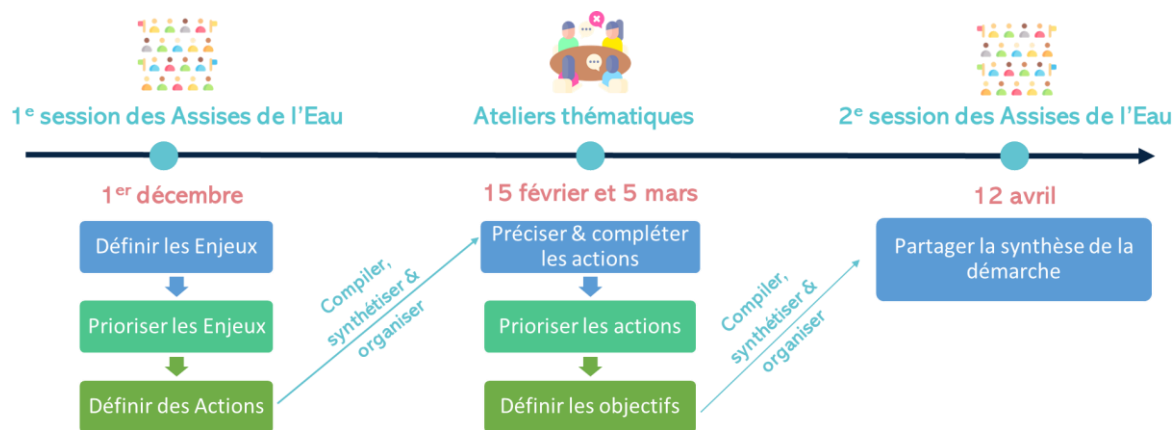 1e session des Assises de l'Eau
Ateliers thématiques
2e session des Assises de l'Eau
1er décembre
15 février et 5 mars
12 avril
Définir les Enjeux
Prioriser les Enjeux
Définir des Actions
Compiler,
synthétiser &
organiser
Préciser & compléter
les actions
Prioriser les actions
Définir les objectifs
Compiler,
synthétiser &
organiser
Partager la synthèse de la
démarche